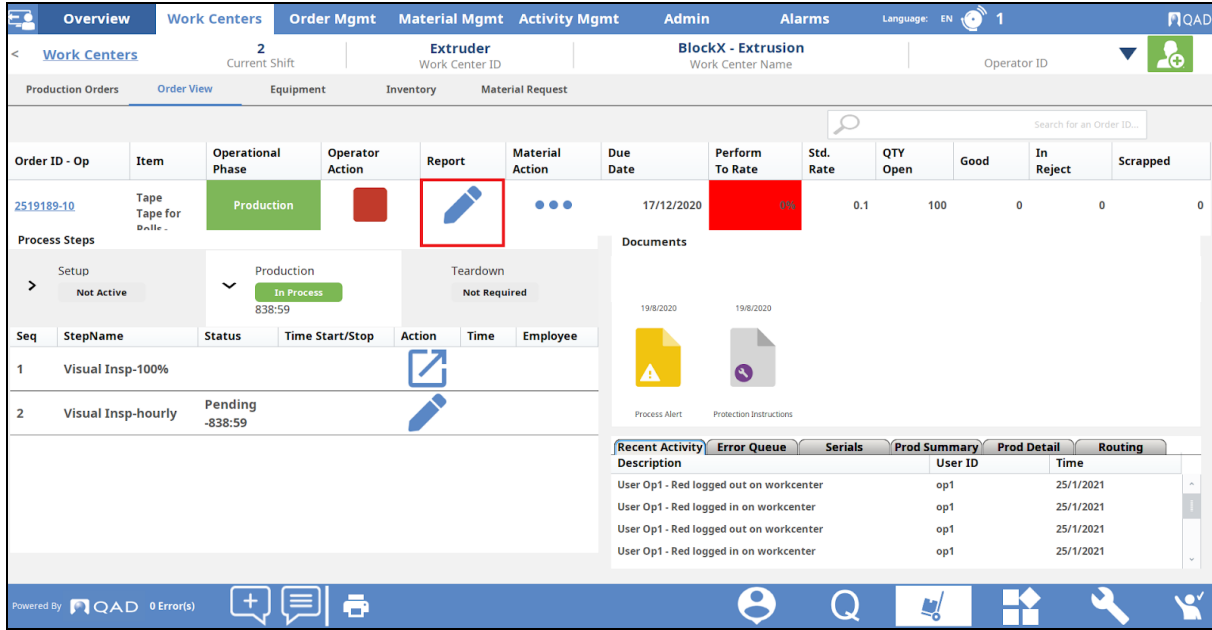 Overview Work Centers Order Mgmt Material Mgmt Activity Mgmt Admin Alarms Language: EN 1 QAD
< Work Centers 2 Extruder BlockX - Extrusion
Current Shift Work Center ID Work Center Name Operator ID
Production Orders Order View Equipment Inventory Material Request
Search for an Order ID...
Order ID - Op Item Operational Phase Operator Action Report Material Action Due Date Perform To Rate Std. Rate QTY Open Good In Reject Scrapped
2519189-10 Tape Tape for Rolls - Production 17/12/2020 0% 0.1 100 0 0 0
Process Steps Documents
Setup Production Teardown
Not Active In Process Not Required
838:59
19/8/2020 19/8/2020
Seq StepName Status Time Start/Stop Action Time Employee
1 Visual Insp-100%
2 Visual Insp-hourly Pending -838:59
Process Alert Protection Instructions
Recent Activity Error Queue Serials Prod Summary Prod Detail Routing
Description User ID Time
User Op1 - Red logged out on workcenter op1 25/1/2021
User Op1 - Red logged in on workcenter op1 25/1/2021
User Op1 - Red logged out on workcenter op1 25/1/2021
User Op1 - Red logged in on workcenter op1 25/1/2021
Powered By QAD 0 Error(s) Q